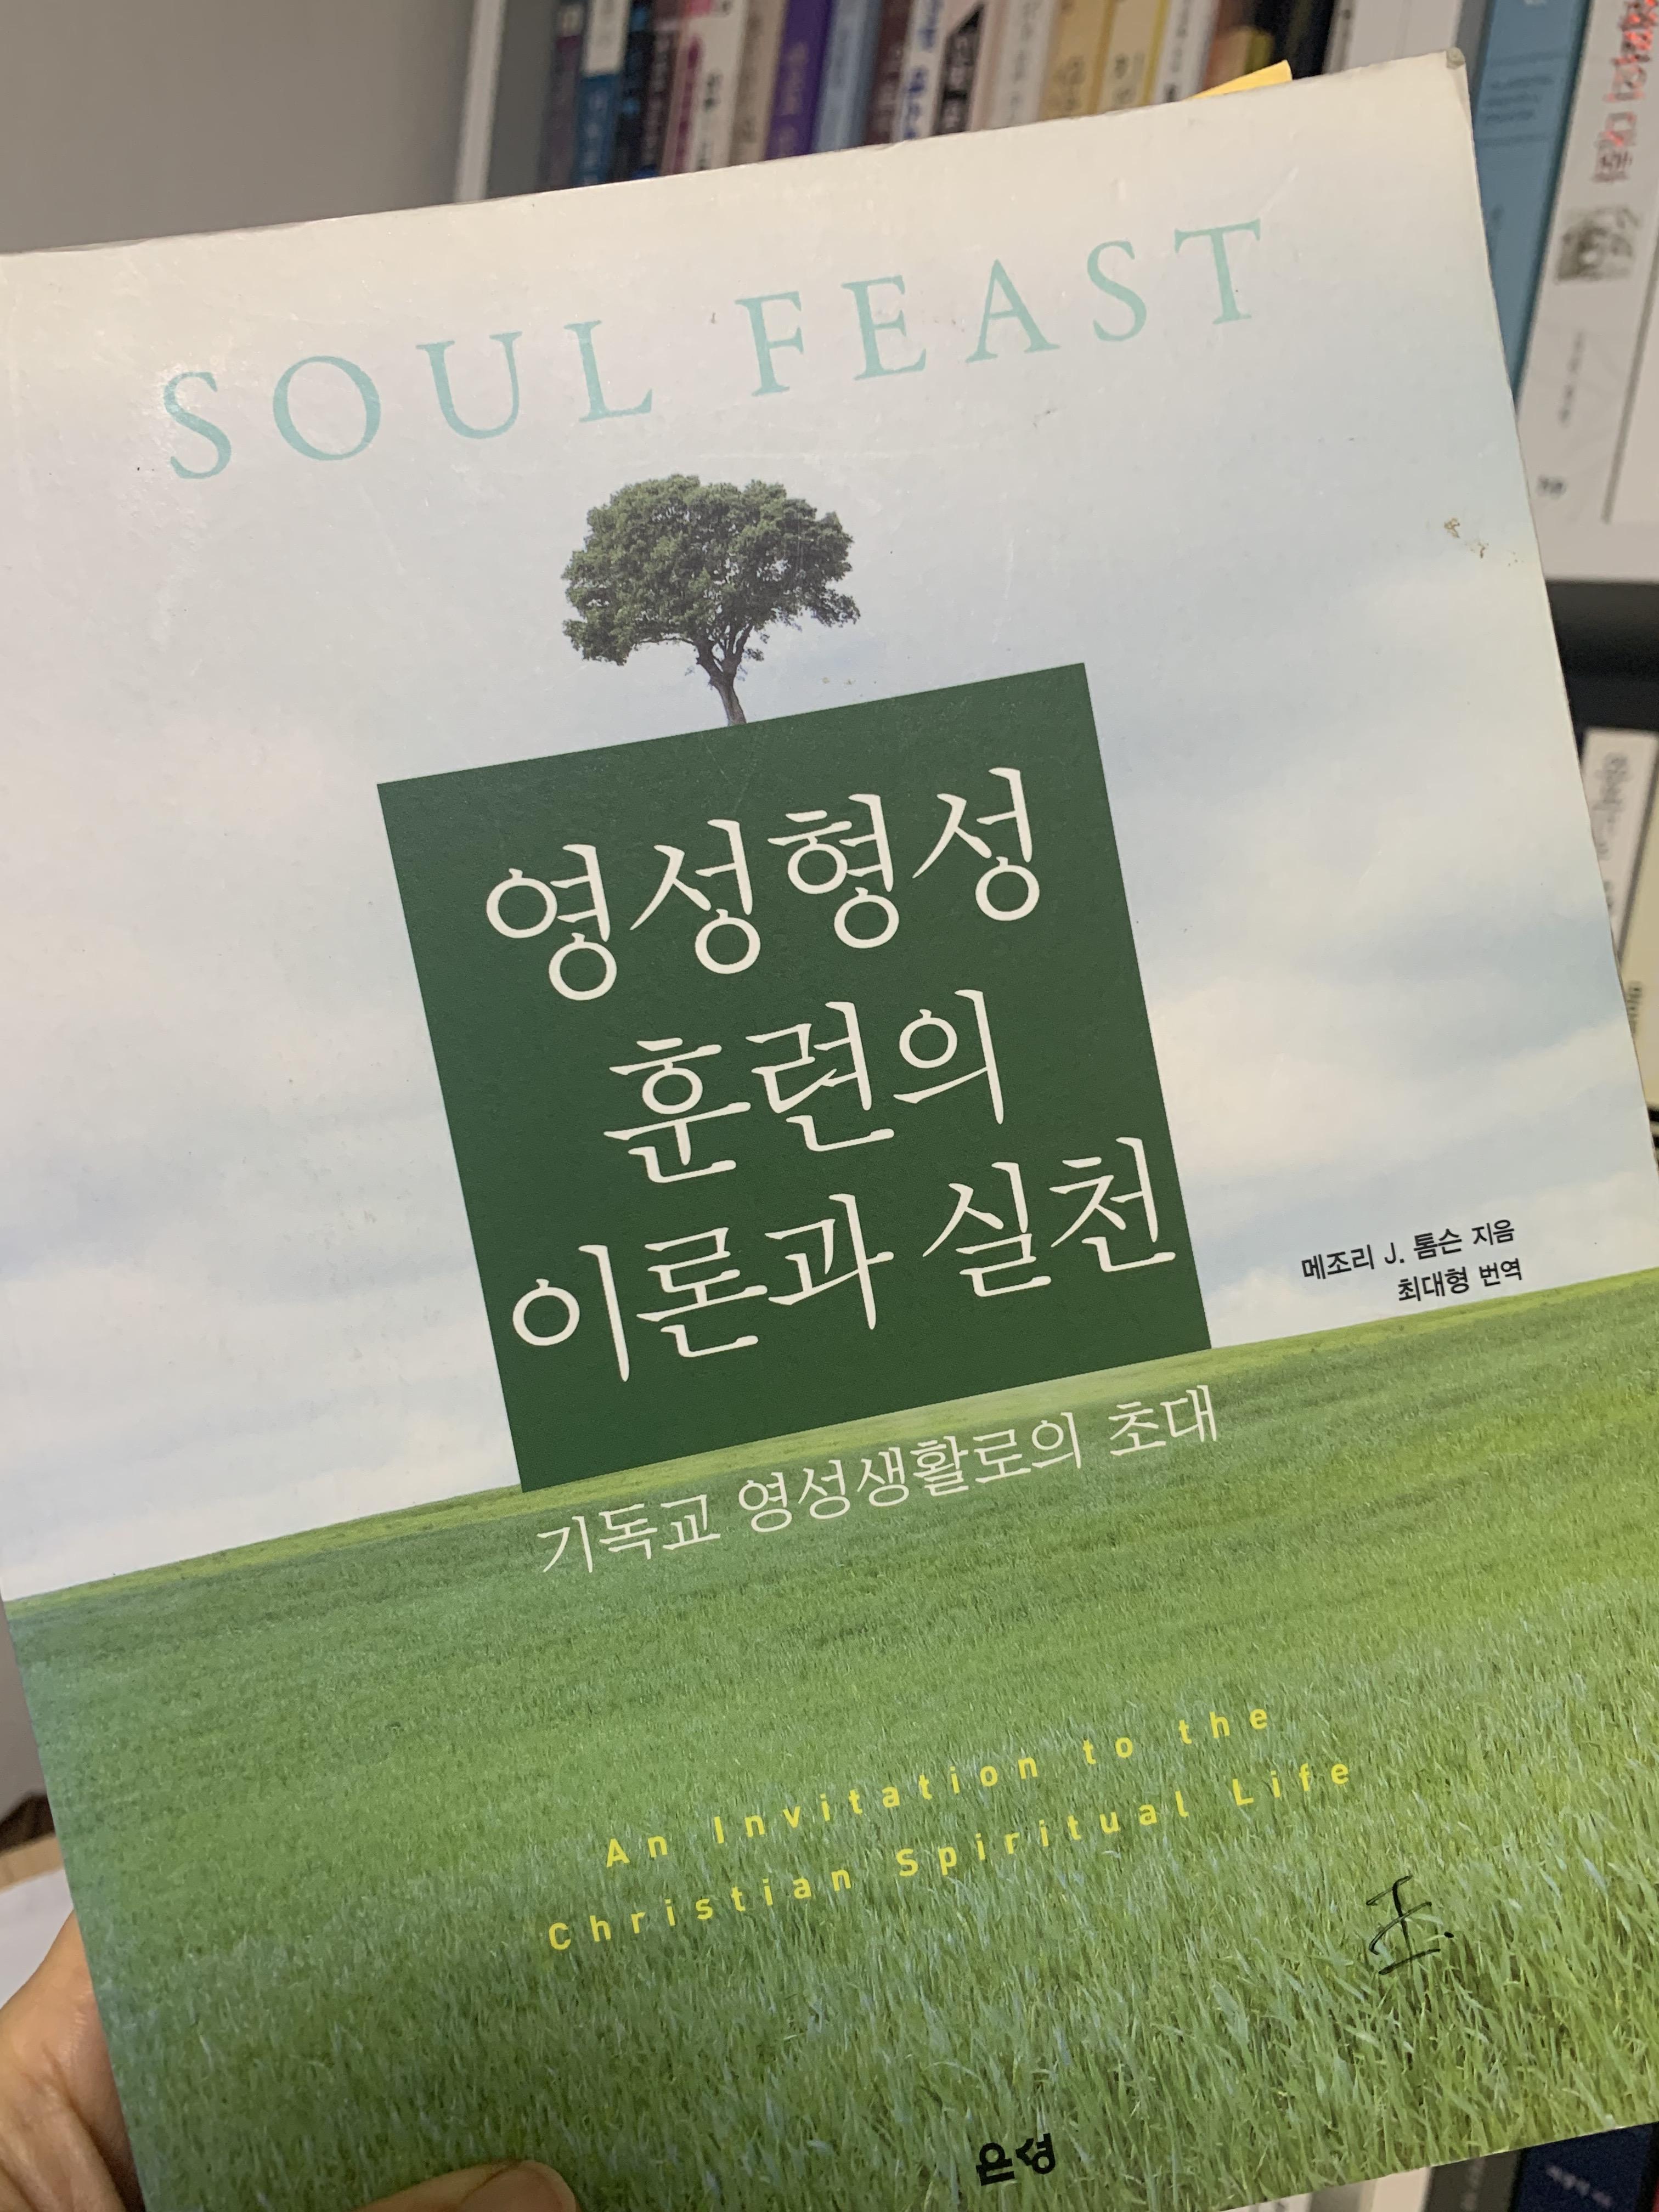 SOUL FEAST
영성형성
훈련의
이론과 실천
메조리 J. 톰슨 지음
최대형 번역
기독교 영성생활로의 초대
An Invitation to the
Christian Spiritual Life
은성